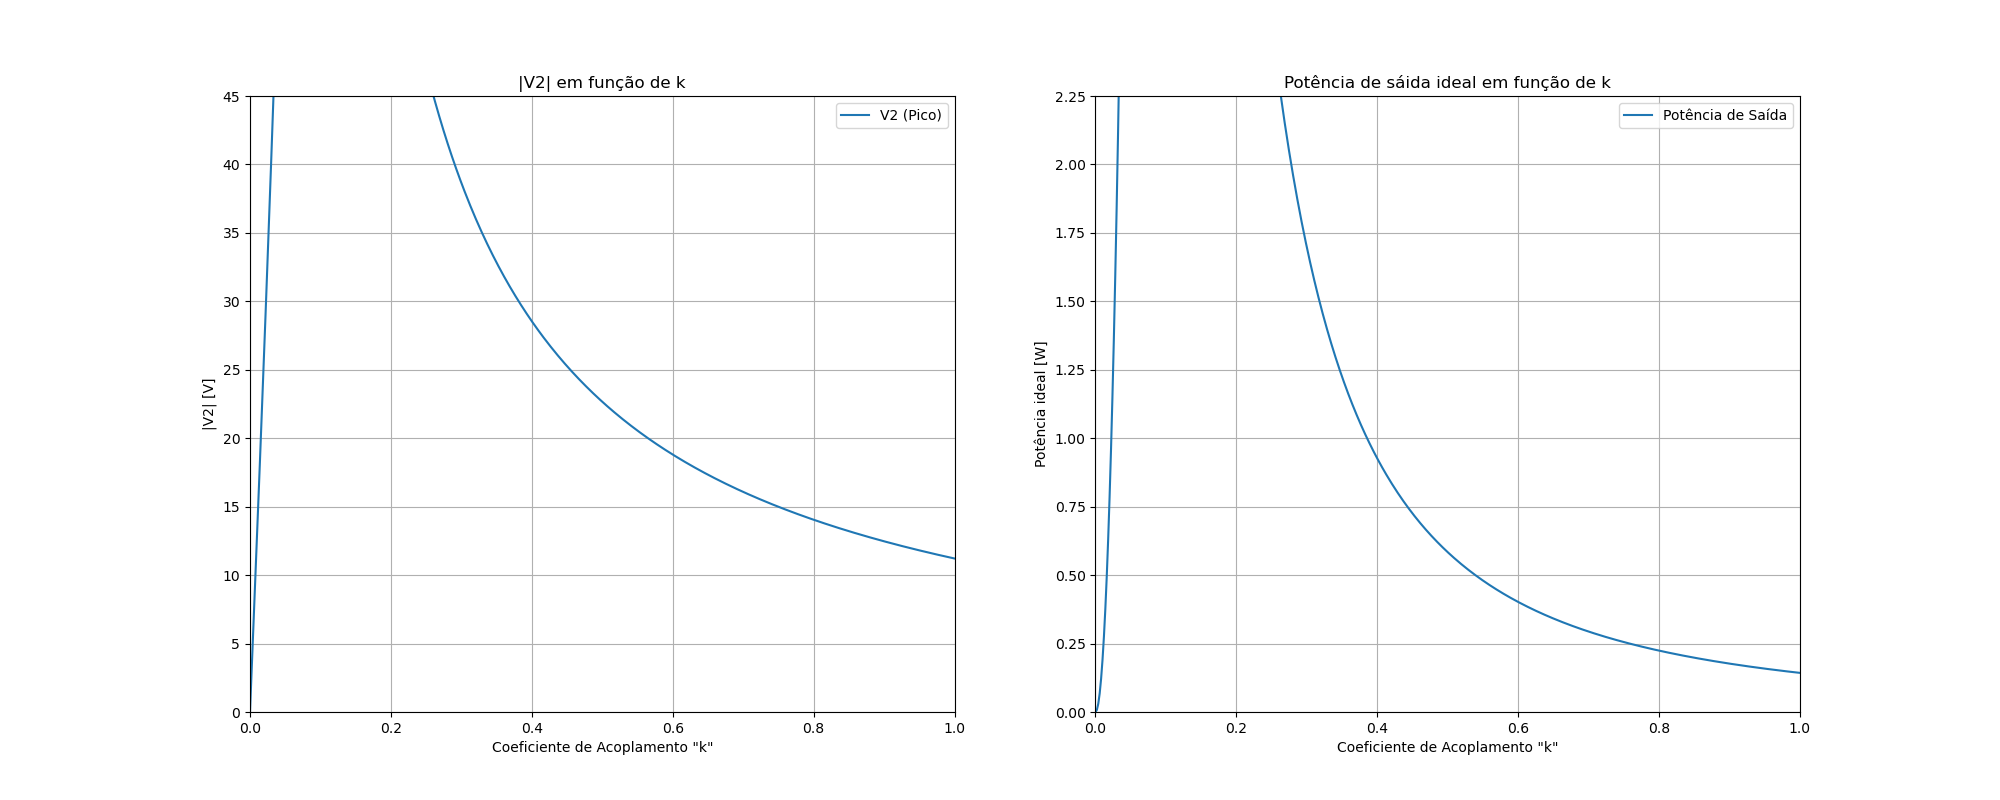 |V2| em função de k
V2 (Pico)
45
40
35
30
25
20
15
10
5
0
|V2| [V]
0.0 0.2 0.4 0.6 0.8 1.0
Coeficiente de Acoplamento "k"
Potência de sáida ideal em função de k
Potência de Saída
2.25
2.00
1.75
1.50
1.25
1.00
0.75
0.50
0.25
0.00
Potência ideal [W]
0.0 0.2 0.4 0.6 0.8 1.0
Coeficiente de Acoplamento "k"